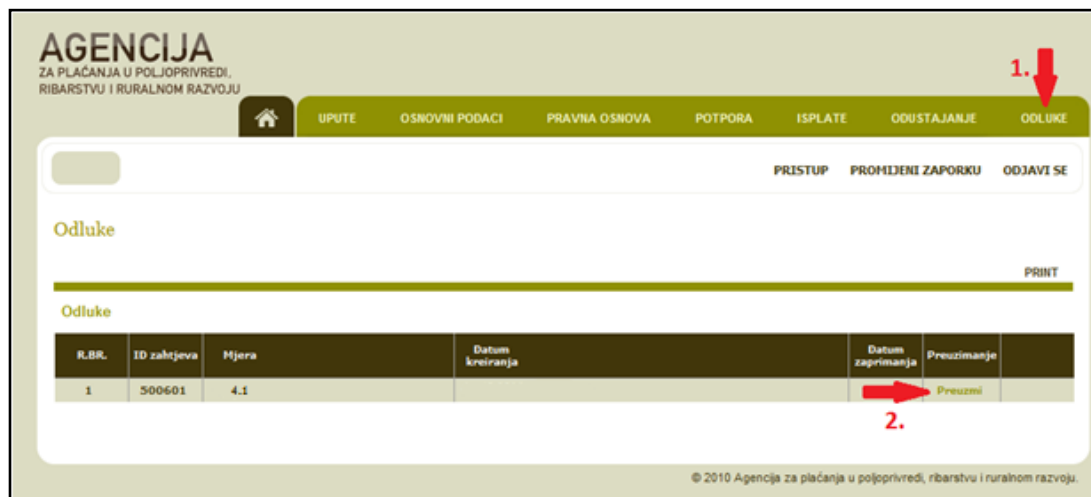 AGENCIJA
ZA PLAĆANJA U POLJOPRIVREDI,
RIBARSTVU I RURALNOM RAZVOJU
1.
UPUTE OSNOVNI PODACI PRAVNA OSNOVA POTPORA ISPLATE ODUSTAJANJE ODLUKE
PRISTUP PROMIJENI ZAPORKU ODJAVI SE
Odluke
PRINT
Odluke
R.BR. ID zahtjeva Mjera Datum kreiranja Datum zaprimanja Preuzimanje
1 500601 4.1 Preuzmi
2.
© 2010 Agencija za plaćanja u poljoprivredi, ribarstvu i ruralnom razvoju.